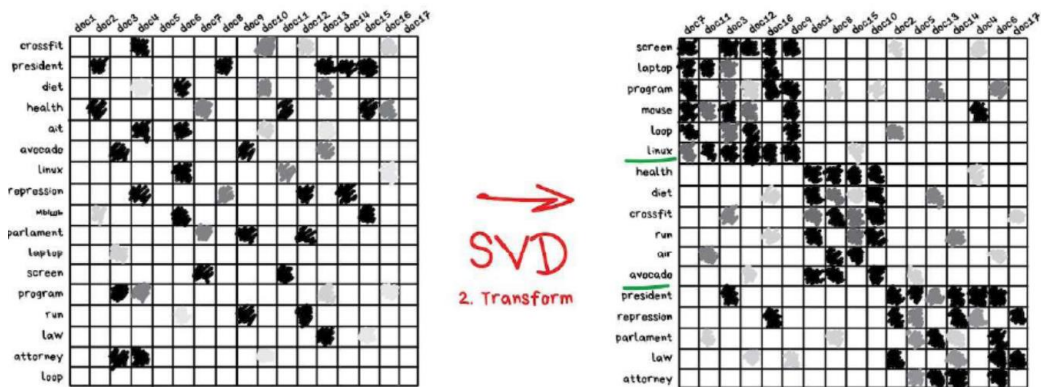 doc1 doc2 doc3 doc4 doc5 doc6 doc7 doc8 doc9 doc10 doc11 doc12 doc13 doc14 doc15 doc16 doc17
crossfit
president
diet
health
ait
avocado
linux
repression
parlament
laptop
screen
program
run
law
attorney
loop
SVD
2. Transform
doc7 doc11 doc3 doc12 doc16 doc9 doc1 doc8 doc15 doc10 doc2 doc5 doc13 doc14 doc4 doc6 doc17
screen
laptop
program
mouse
loop
linux
health
diet
crossfit
run
air
avocado
president
repression
parlament
law
attorney